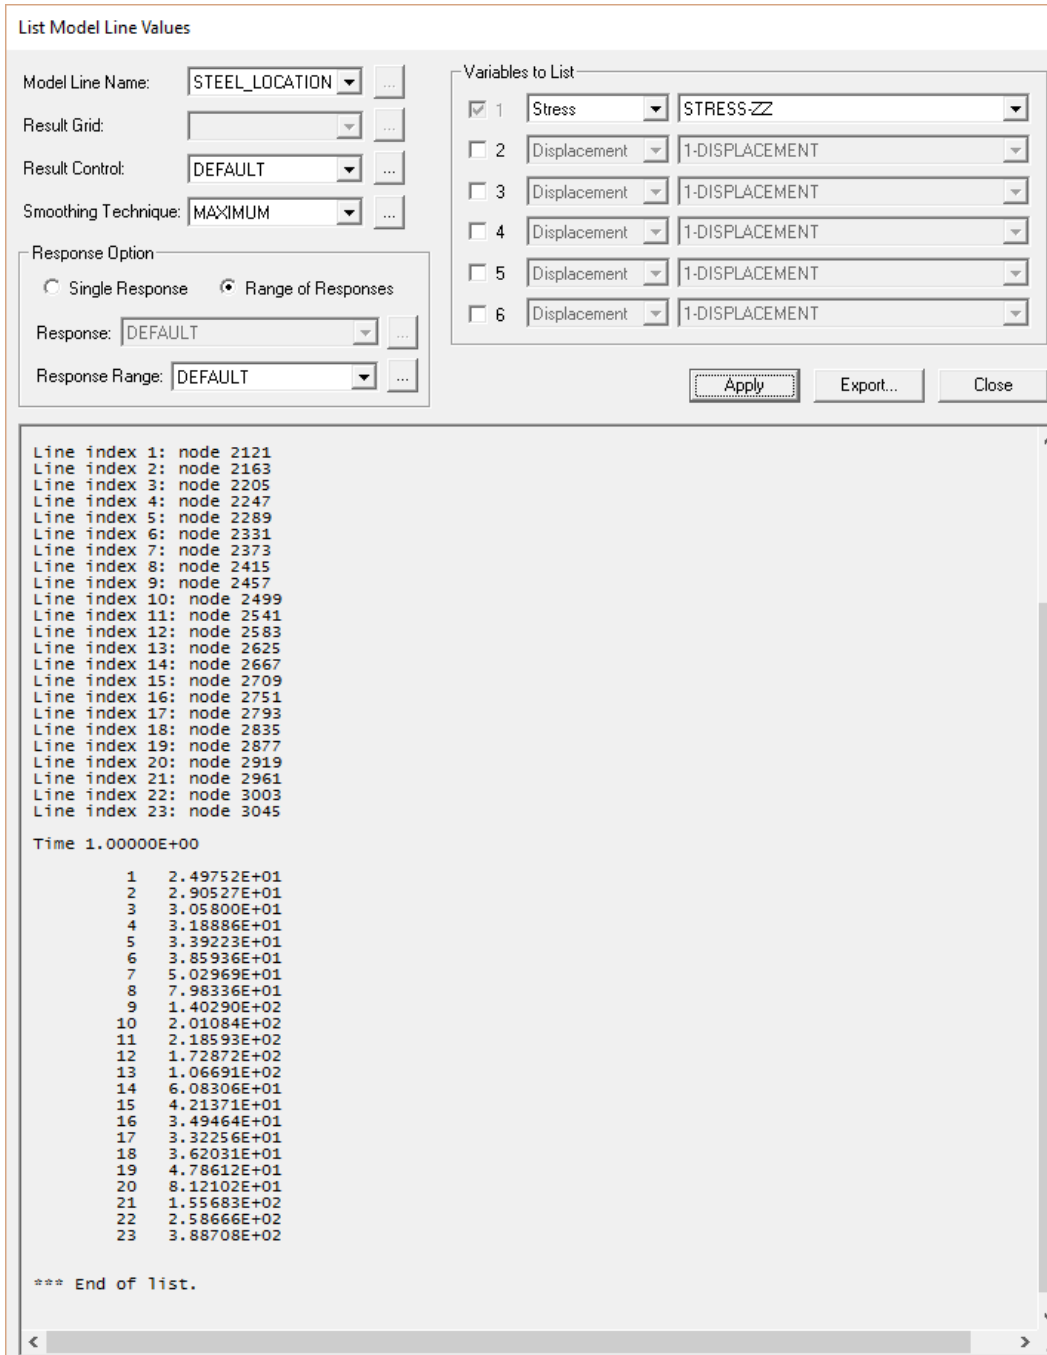 List Model Line Values
Model Line Name: STEEL_LOCATION ...
Result Grid: ...
Result Control: DEFAULT ...
Smoothing Technique: MAXIMUM ...
Response Option
Single Response Range of Responses
Response: DEFAULT ...
Response Range: DEFAULT ...
Variables to List
1 Stress STRESS-ZZ
2 Displacement 1-DISPLACEMENT
3 Displacement 1-DISPLACEMENT
4 Displacement 1-DISPLACEMENT
5 Displacement 1-DISPLACEMENT
6 Displacement 1-DISPLACEMENT
Apply Export... Close
Line index 1: node 2121
Line index 2: node 2163
Line index 3: node 2205
Line index 4: node 2247
Line index 5: node 2289
Line index 6: node 2331
Line index 7: node 2373
Line index 8: node 2415
Line index 9: node 2457
Line index 10: node 2499
Line index 11: node 2541
Line index 12: node 2583
Line index 13: node 2625
Line index 14: node 2667
Line index 15: node 2709
Line index 16: node 2751
Line index 17: node 2793
Line index 18: node 2835
Line index 19: node 2877
Line index 20: node 2919
Line index 21: node 2961
Line index 22: node 3003
Line index 23: node 3045
Time 1.00000E+00
1 2.49752E+01
2 2.90527E+01
3 3.05800E+01
4 3.18886E+01
5 3.39223E+01
6 3.85936E+01
7 5.02969E+01
8 7.98336E+01
9 1.40290E+02
10 2.01084E+02
11 2.18593E+02
12 1.72872E+02
13 1.06691E+02
14 6.08306E+01
15 4.21371E+01
16 3.49464E+01
17 3.32256E+01
18 3.62031E+01
19 4.78612E+01
20 8.12102E+01
21 1.55683E+02
22 2.58666E+02
23 3.88708E+02
*** End of list.